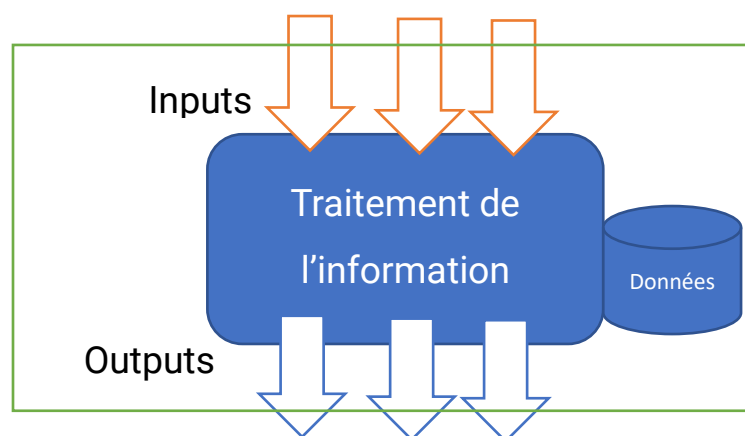 Inputs
Traitement de
l’information
Données
Outputs